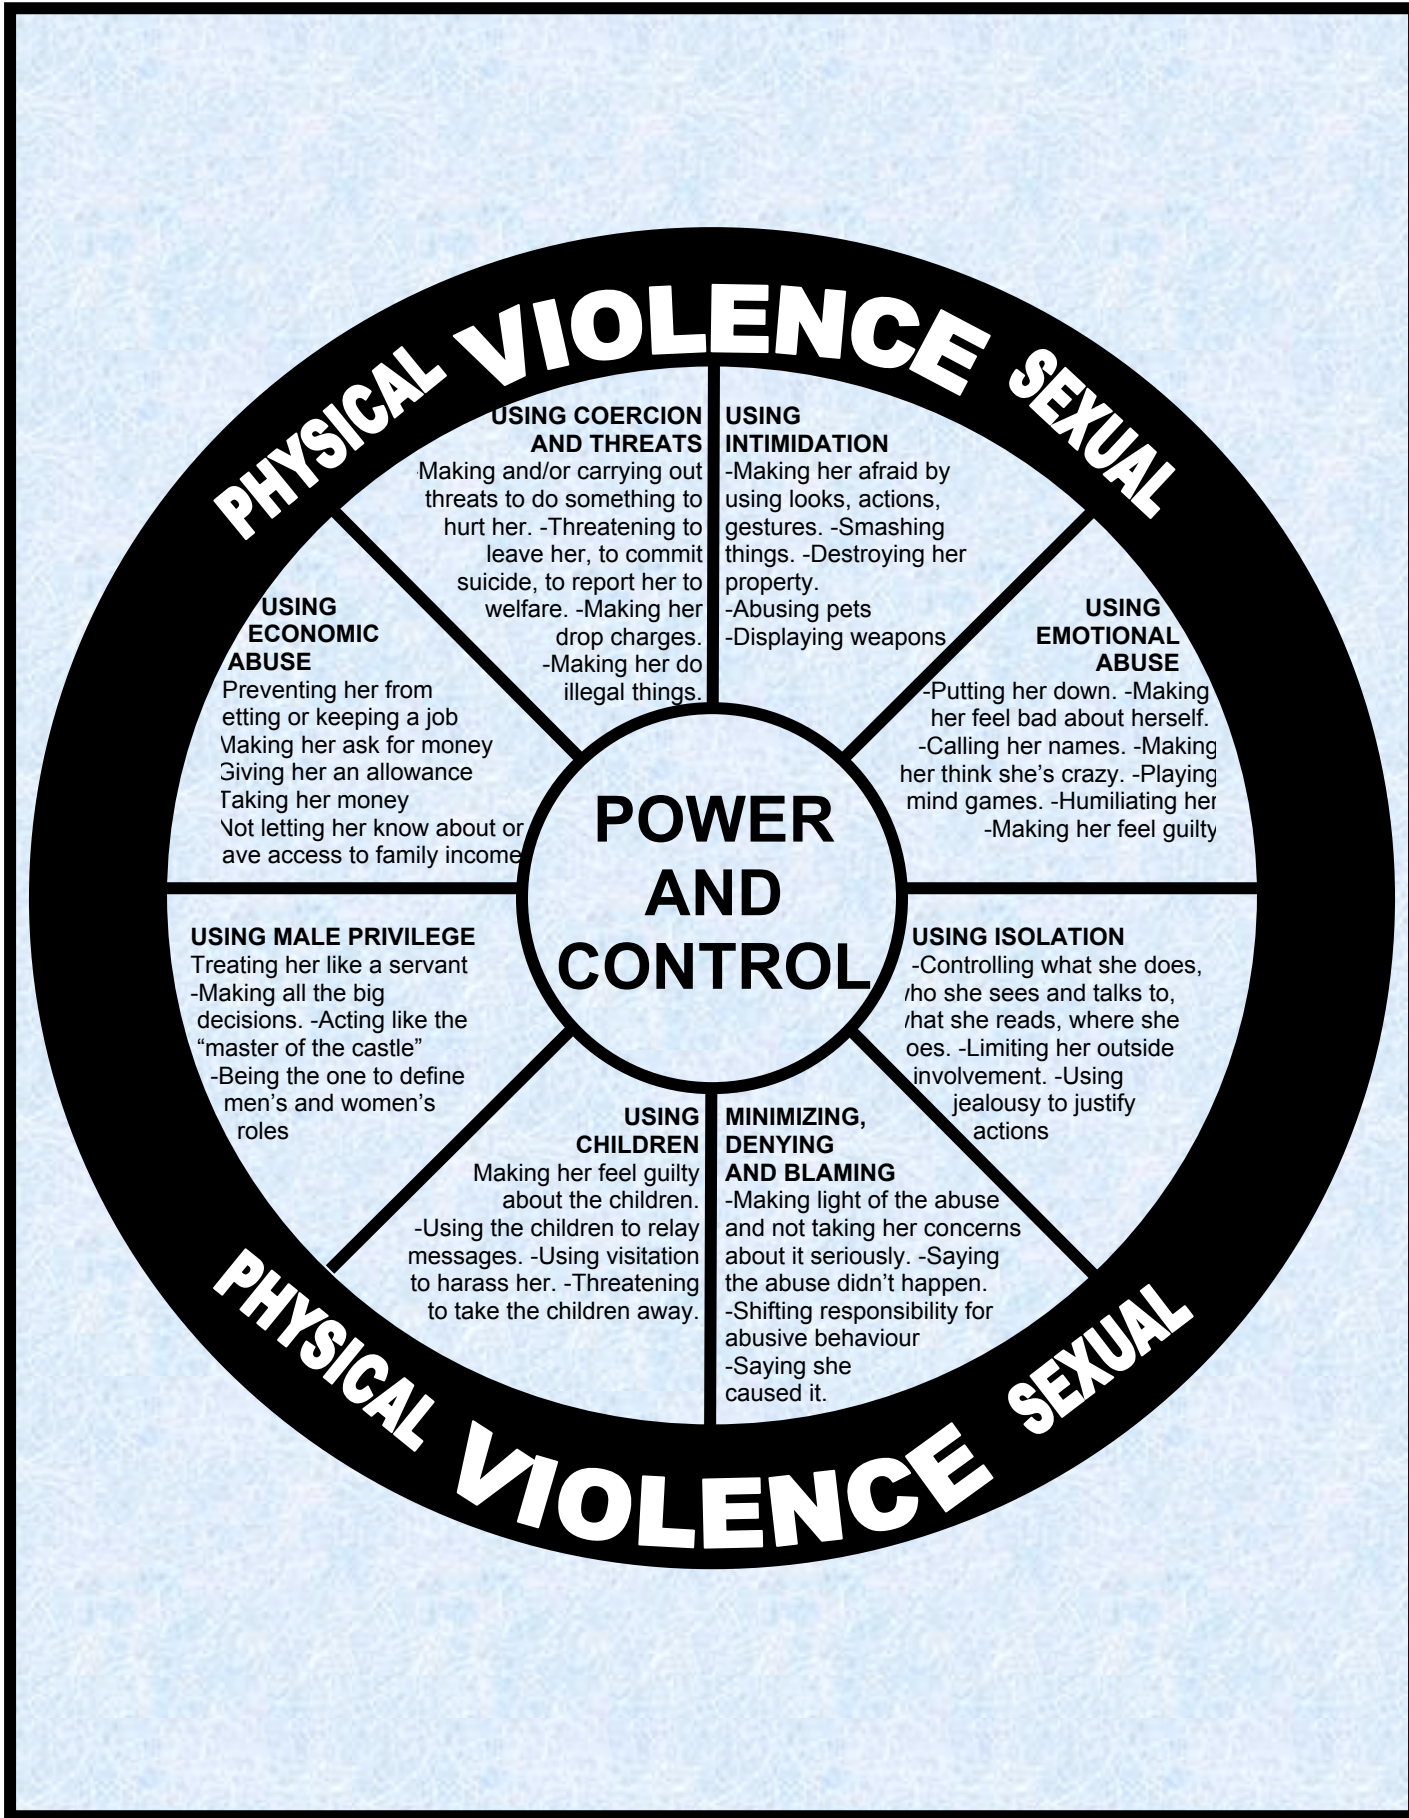 PHYSICAL VIOLENCE SEXUAL
USING COERCION
AND THREATS
Making and/or carrying out
threats to do something to
hurt her. -Threatening to
leave her, to commit
suicide, to report her to
welfare. -Making her
drop charges.
-Making her do
illegal things.
USING
INTIMIDATION
-Making her afraid by
using looks, actions,
gestures. -Smashing
things. -Destroying her
property.
-Abusing pets
-Displaying weapons
USING
EMOTIONAL
ABUSE
-Putting her down. -Making
her feel bad about herself.
-Calling her names. -Making
her think she’s crazy. -Playing
mind games. -Humiliating her
-Making her feel guilty
USING
ECONOMIC
ABUSE
Preventing her from
etting or keeping a job
Making her ask for money
Giving her an allowance
Taking her money
Not letting her know about or
ave access to family income
POWER
AND
CONTROL
USING MALE PRIVILEGE
Treating her like a servant
-Making all the big
decisions. -Acting like the
“master of the castle”
-Being the one to define
men’s and women’s
roles
USING ISOLATION
-Controlling what she does,
ho she sees and talks to,
hat she reads, where she
oes. -Limiting her outside
involvement. -Using
jealousy to justify
actions
USING
CHILDREN
Making her feel guilty
about the children.
-Using the children to relay
messages. -Using visitation
to harass her. -Threatening
to take the children away.
MINIMIZING,
DENYING
AND BLAMING
-Making light of the abuse
and not taking her concerns
about it seriously. -Saying
the abuse didn’t happen.
-Shifting responsibility for
abusive behaviour
-Saying she
caused it.
PHYSICAL VIOLENCE SEXUAL